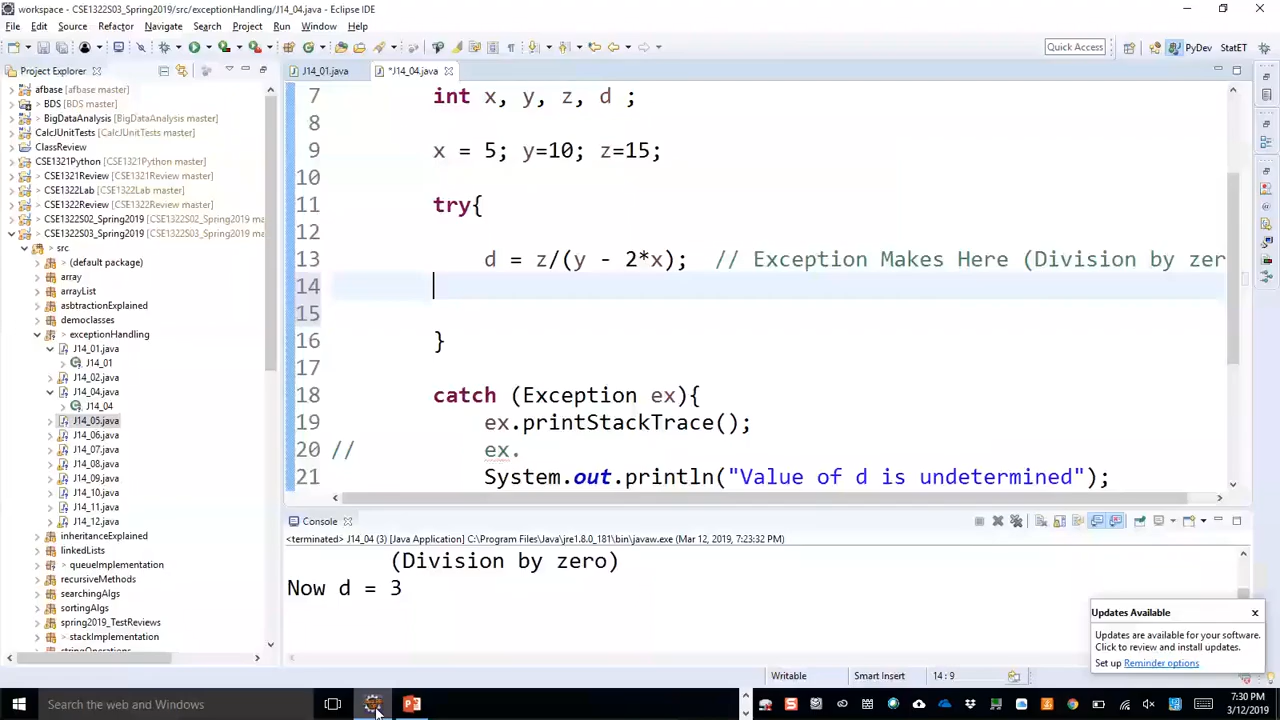 workspace - CSE1322S03_Spring2019/src/exceptionHandling/J14_04.java - Eclipse IDE
File Edit Source Refactor Navigate Search Project Run Window Help
Quick Access
PyDev
StatET
Project Explorer
J14_01.java
*J14_04.java
afbase [afbase master]
> BDS [BDS master]
> BigDataAnalysis [BigDataAnalysis master]
CalcJUnitTests [CalcJUnitTests master]
ClassReview
CSE1321Python [CSE1321Python master]
> CSE1321Review [CSE1321Review master]
> CSE1322Lab [CSE1322Lab master]
> CSE1322Review [CSE1322Review master]
> CSE1322S02_Spring2019 [CSE1322S02_Spring2019 ma...
> CSE1322S03_Spring2019 [CSE1322S03_Spring2019 ma...
src
> (default package)
array
arrayList
asbtractionExplained
democlasses
> exceptionHandling
J14_01.java
J14_01
> J14_02.java
J14_04.java
J14_04
J14_05.java
J14_06.java
J14_07.java
J14_08.java
J14_09.java
J14_10.java
J14_11.java
J14_12.java
inheritanceExplained
linkedLists
> queueImplementation
recursiveMethods
searchingAlgs
sortingAlgs
spring2019_TestReviews
> stackImplementation
stringOperations
7 int x, y, z, d ;
8
9 x = 5; y=10; z=15;
10
11 try{
12
13 d = z/(y - 2*x); // Exception Makes Here (Division by zer
14
15
16 }
17
18 catch (Exception ex){
19 ex.printStackTrace();
20 // ex.
21 System.out.println("Value of d is undetermined");
Console
<terminated> J14_04 (3) [Java Application] C:\Program Files\Java\jre1.8.0_181\bin\javaw.exe (Mar 12, 2019, 7:23:32 PM)
(Division by zero)
Now d = 3
Updates Available
Updates are available for your software.
Click to review and install updates.
Set up Reminder options
Writable
Smart Insert
14 : 9
Search the web and Windows
7:30 PM
3/12/2019